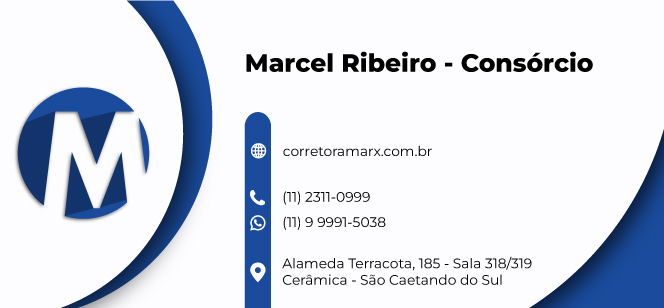 M
Marcel Ribeiro - Consórcio
corretoramarx.com.br
(11) 2311-0999
(11) 9 9991-5038
Alameda Terracota, 185 - Sala 318/319
Cerâmica - São Caetando do Sul